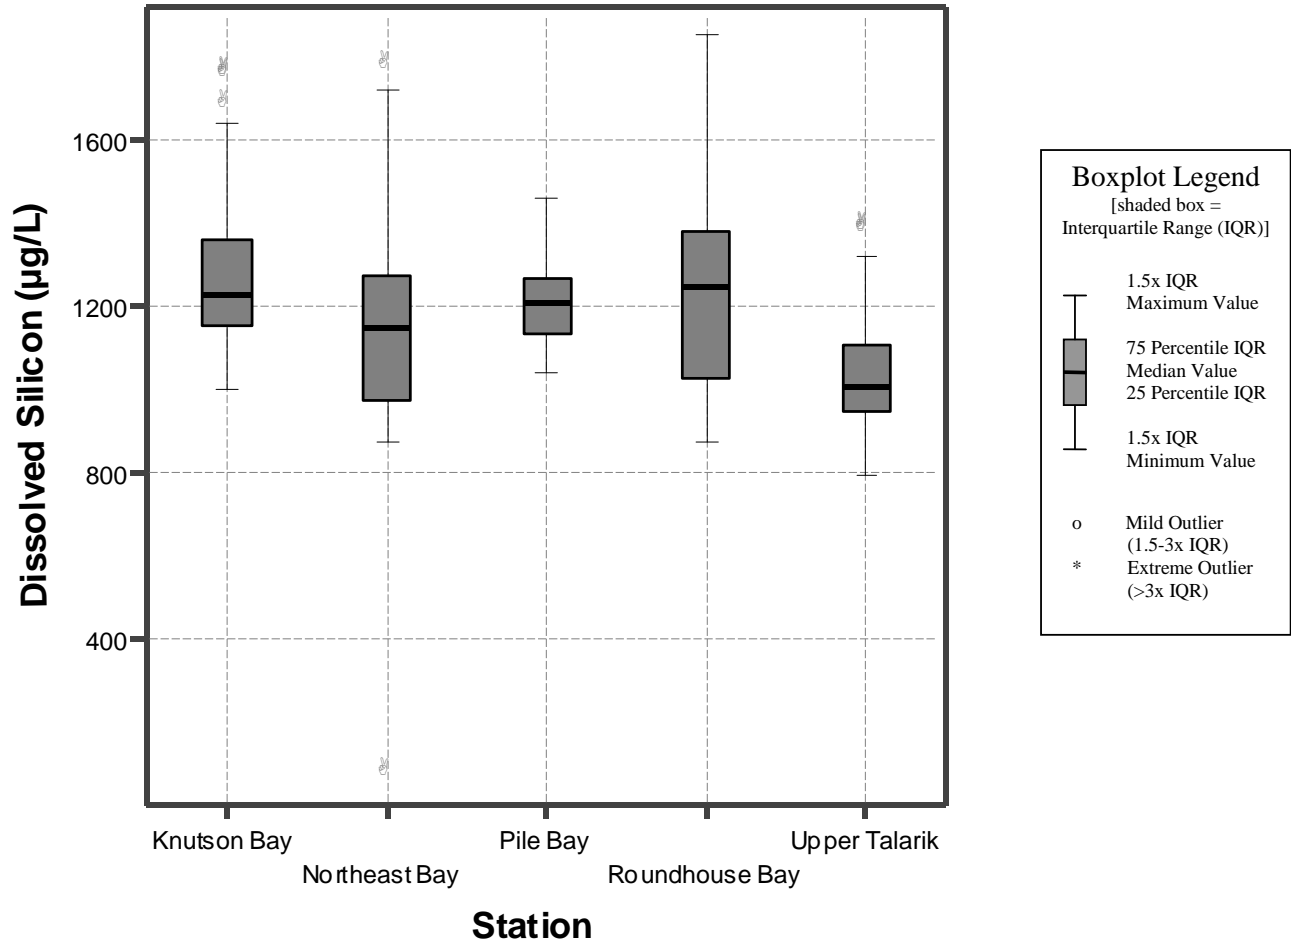 Dissolved Silicon (µg/L)
1600
1200
800
400
Knutson Bay
Northeast Bay
Pile Bay
Roundhouse Bay
Upper Talarik
Station
Boxplot Legend
[shaded box =
Interquartile Range (IQR)]
1.5x IQR
Maximum Value
75 Percentile IQR
Median Value
25 Percentile IQR
1.5x IQR
Minimum Value
o Mild Outlier
(1.5-3x IQR)
* Extreme Outlier
(>3x IQR)